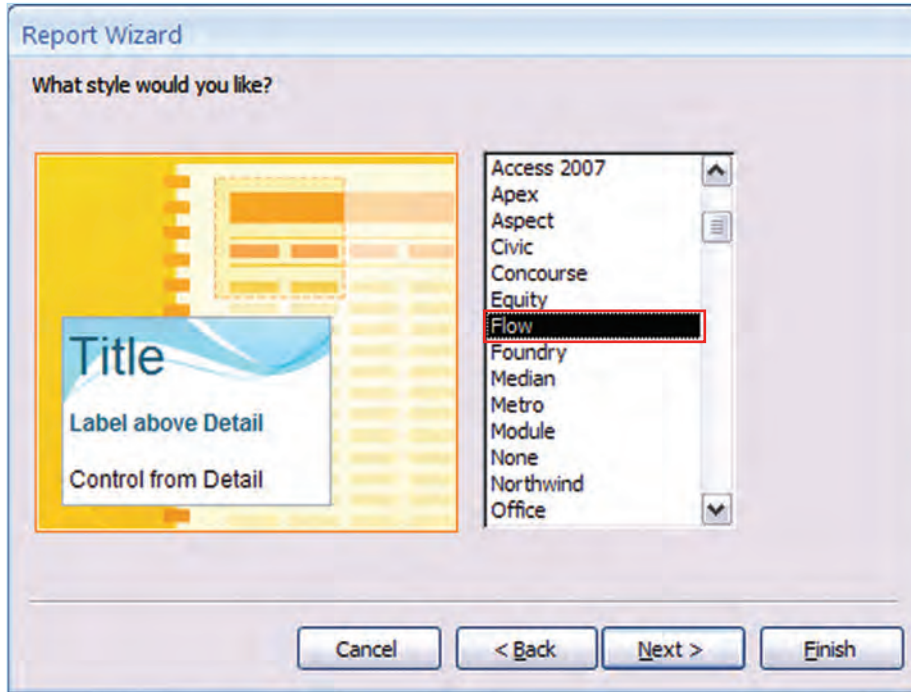 Report Wizard
What style would you like?
Title
Label above Detail
Control from Detail
Access 2007
Apex
Aspect
Civic
Concourse
Equity
Flow
Foundry
Median
Metro
Module
None
Northwind
Office
Cancel
< Back
Next >
Finish